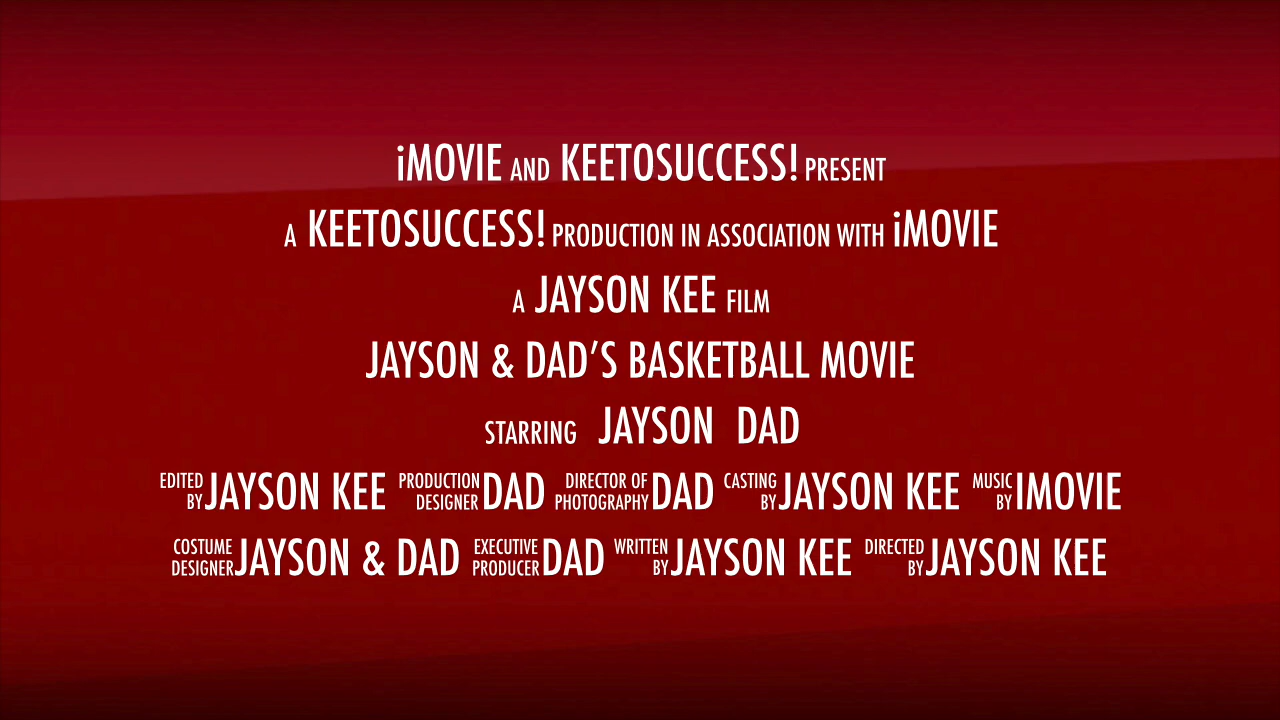 iMOVIE AND KEETOSUCCESS! PRESENT
A KEETOSUCCESS! PRODUCTION IN ASSOCIATION WITH iMOVIE
A JAYSON KEE FILM
JAYSON & DAD’S BASKETBALL MOVIE
STARRING JAYSON DAD
EDITED BY JAYSON KEE PRODUCTION DESIGNER DAD DIRECTOR OF PHOTOGRAPHY DAD CASTING BY JAYSON KEE MUSIC BY IMOVIE
COSTUME DESIGNER JAYSON & DAD EXECUTIVE PRODUCER DAD WRITTEN BY JAYSON KEE DIRECTED BY JAYSON KEE